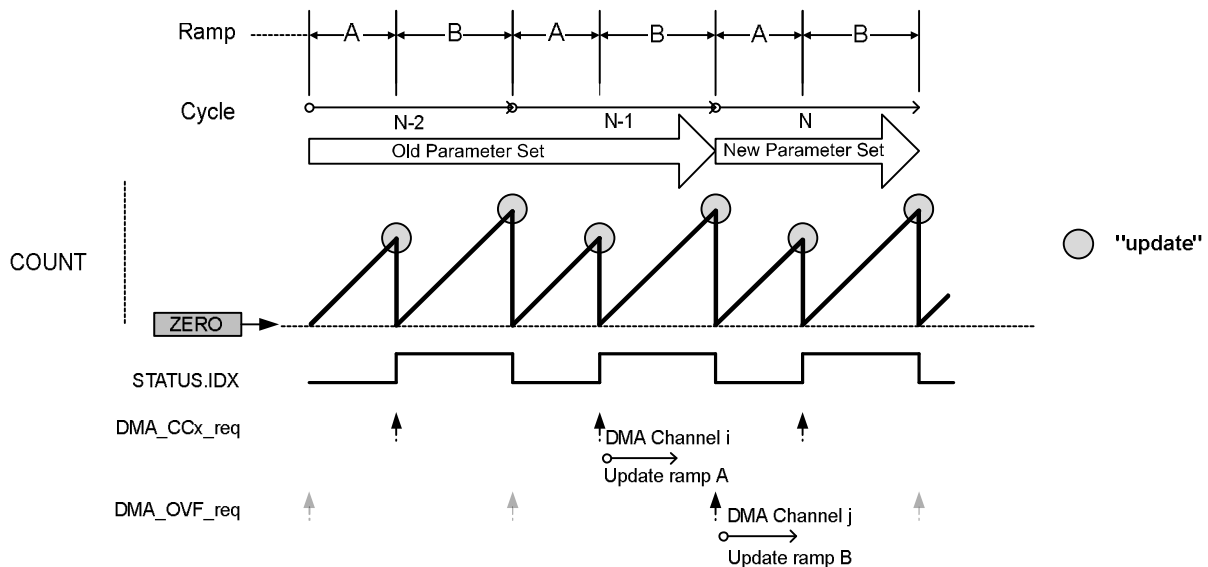 Ramp A B A B A B
Cycle
N-2 N-1 N
Old Parameter Set New Parameter Set
COUNT
"update"
ZERO
STATUS.IDX
DMA_CCx_req
DMA Channel i
Update ramp A
DMA_OVF_req
DMA Channel j
Update ramp B